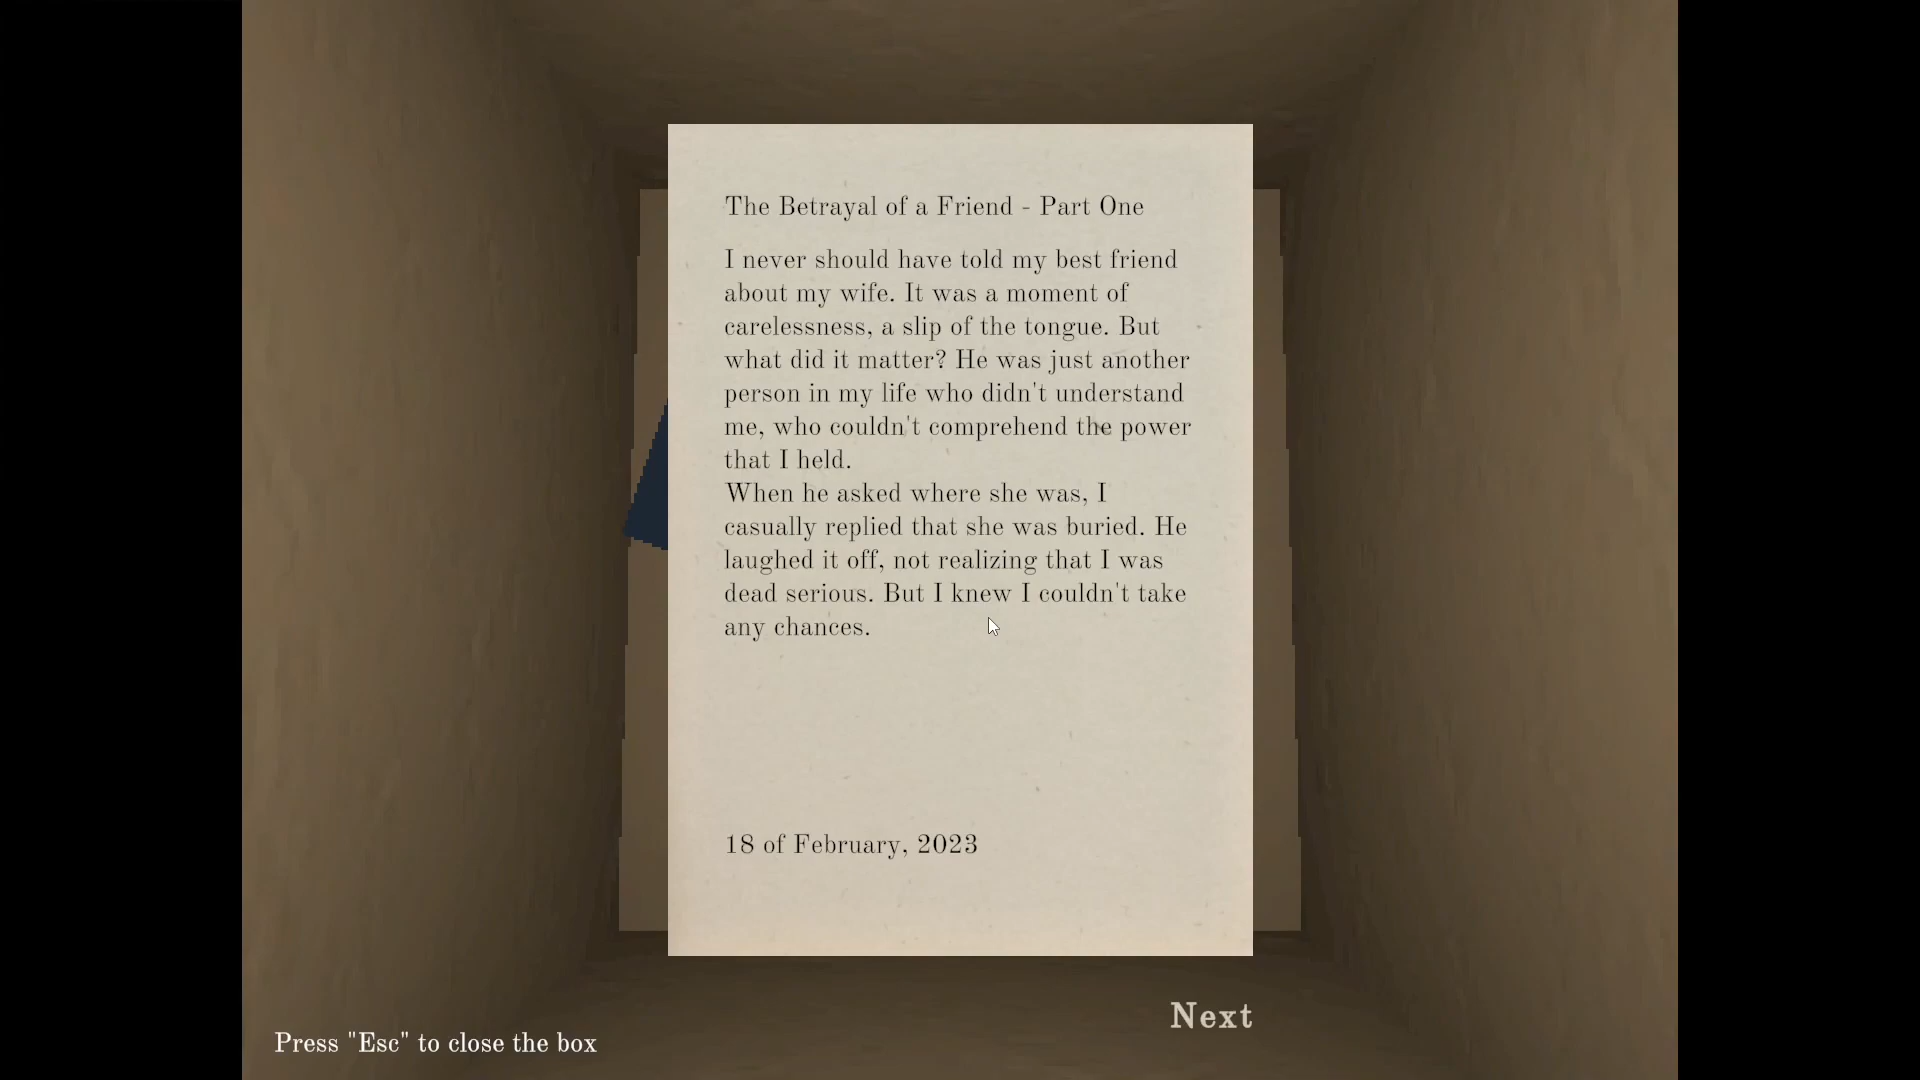 The Betrayal of a Friend - Part One
I never should have told my best friend
about my wife. It was a moment of
carelessness, a slip of the tongue. But
what did it matter? He was just another
person in my life who didn't understand
me, who couldn't comprehend the power
that I held.
When he asked where she was, I
casually replied that she was buried. He
laughed it off, not realizing that I was
dead serious. But I knew I couldn't take
any chances.
18 of February, 2023
Next
Press "Esc" to close the box